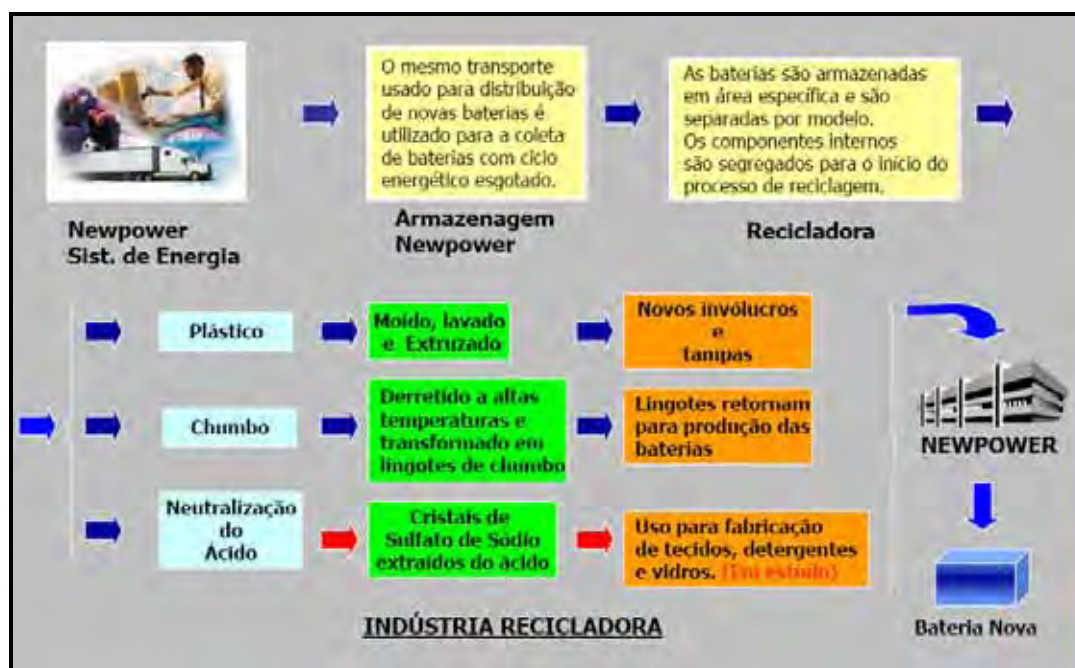 O mesmo transporte
usado para distribuição
de novas baterias é
utilizado para a coleta
de baterias com ciclo
energético esgotado.
As baterias são armazenadas
em área específica e são
separadas por modelo.
Os componentes internos
são segregados para o início do
processo de reciclagem.
Newpower
Sist. de Energia
Armazenagem
Newpower
Recicladora
Plástico
Moído, lavado
e Extruzado
Novos invólucros
e
tampas
Chumbo
Derretido a altas
temperaturas e
transformado em
lingotes de chumbo
Lingotes retornam
para produção das
baterias
NEWPOWER
Neutralização
do
Ácido
Cristais de
Sulfato de Sódio
extraídos do ácido
Uso para fabricação
de tecidos, detergentes
e vidros. (Em estudo)
Bateria Nova
INDÚSTRIA RECICLADORA